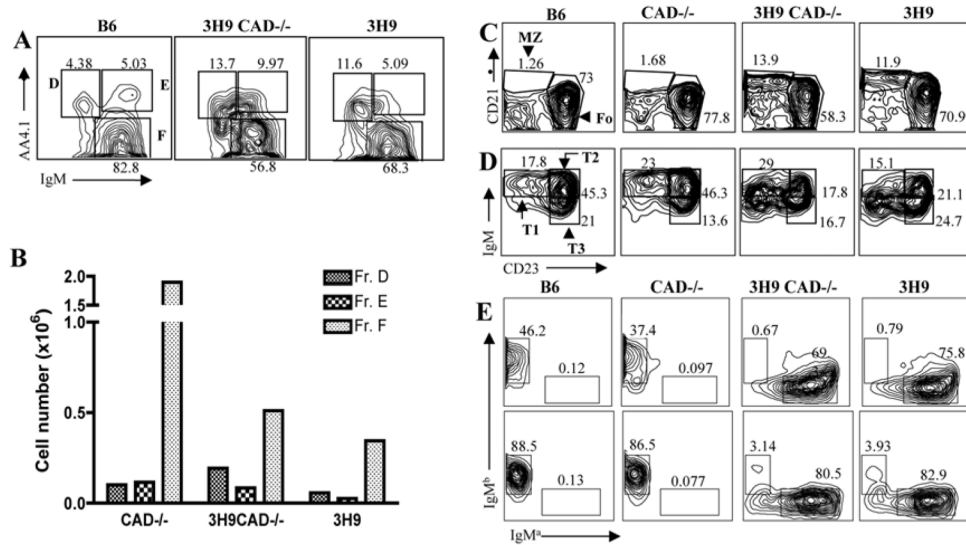 A
B6
3H9 CAD-/-
3H9
D
4.38
5.03
E
13.7
9.97
11.6
5.09
F
AA4.1
IgM
82.8
56.8
68.3
B
Cell number (x10⁶)
2.0
1.5
1.0
0.5
0.0
Fr. D
Fr. E
Fr. F
CAD-/-
3H9CAD-/-
3H9
B6
CAD-/-
3H9 CAD-/-
3H9
C
CD21
MZ
1.26
73
Fo
1.68
77.8
13.9
58.3
11.9
70.9
D
IgM
17.8
T2
45.3
21
T1
T3
23
46.3
13.6
29
17.8
16.7
15.1
21.1
24.7
CD23
B6
CAD-/-
3H9 CAD-/-
3H9
E
46.2
0.12
37.4
0.097
0.67
69
0.79
75.8
88.5
0.13
86.5
0.077
3.14
80.5
3.93
82.9
IgMᵇ
IgMᵃ